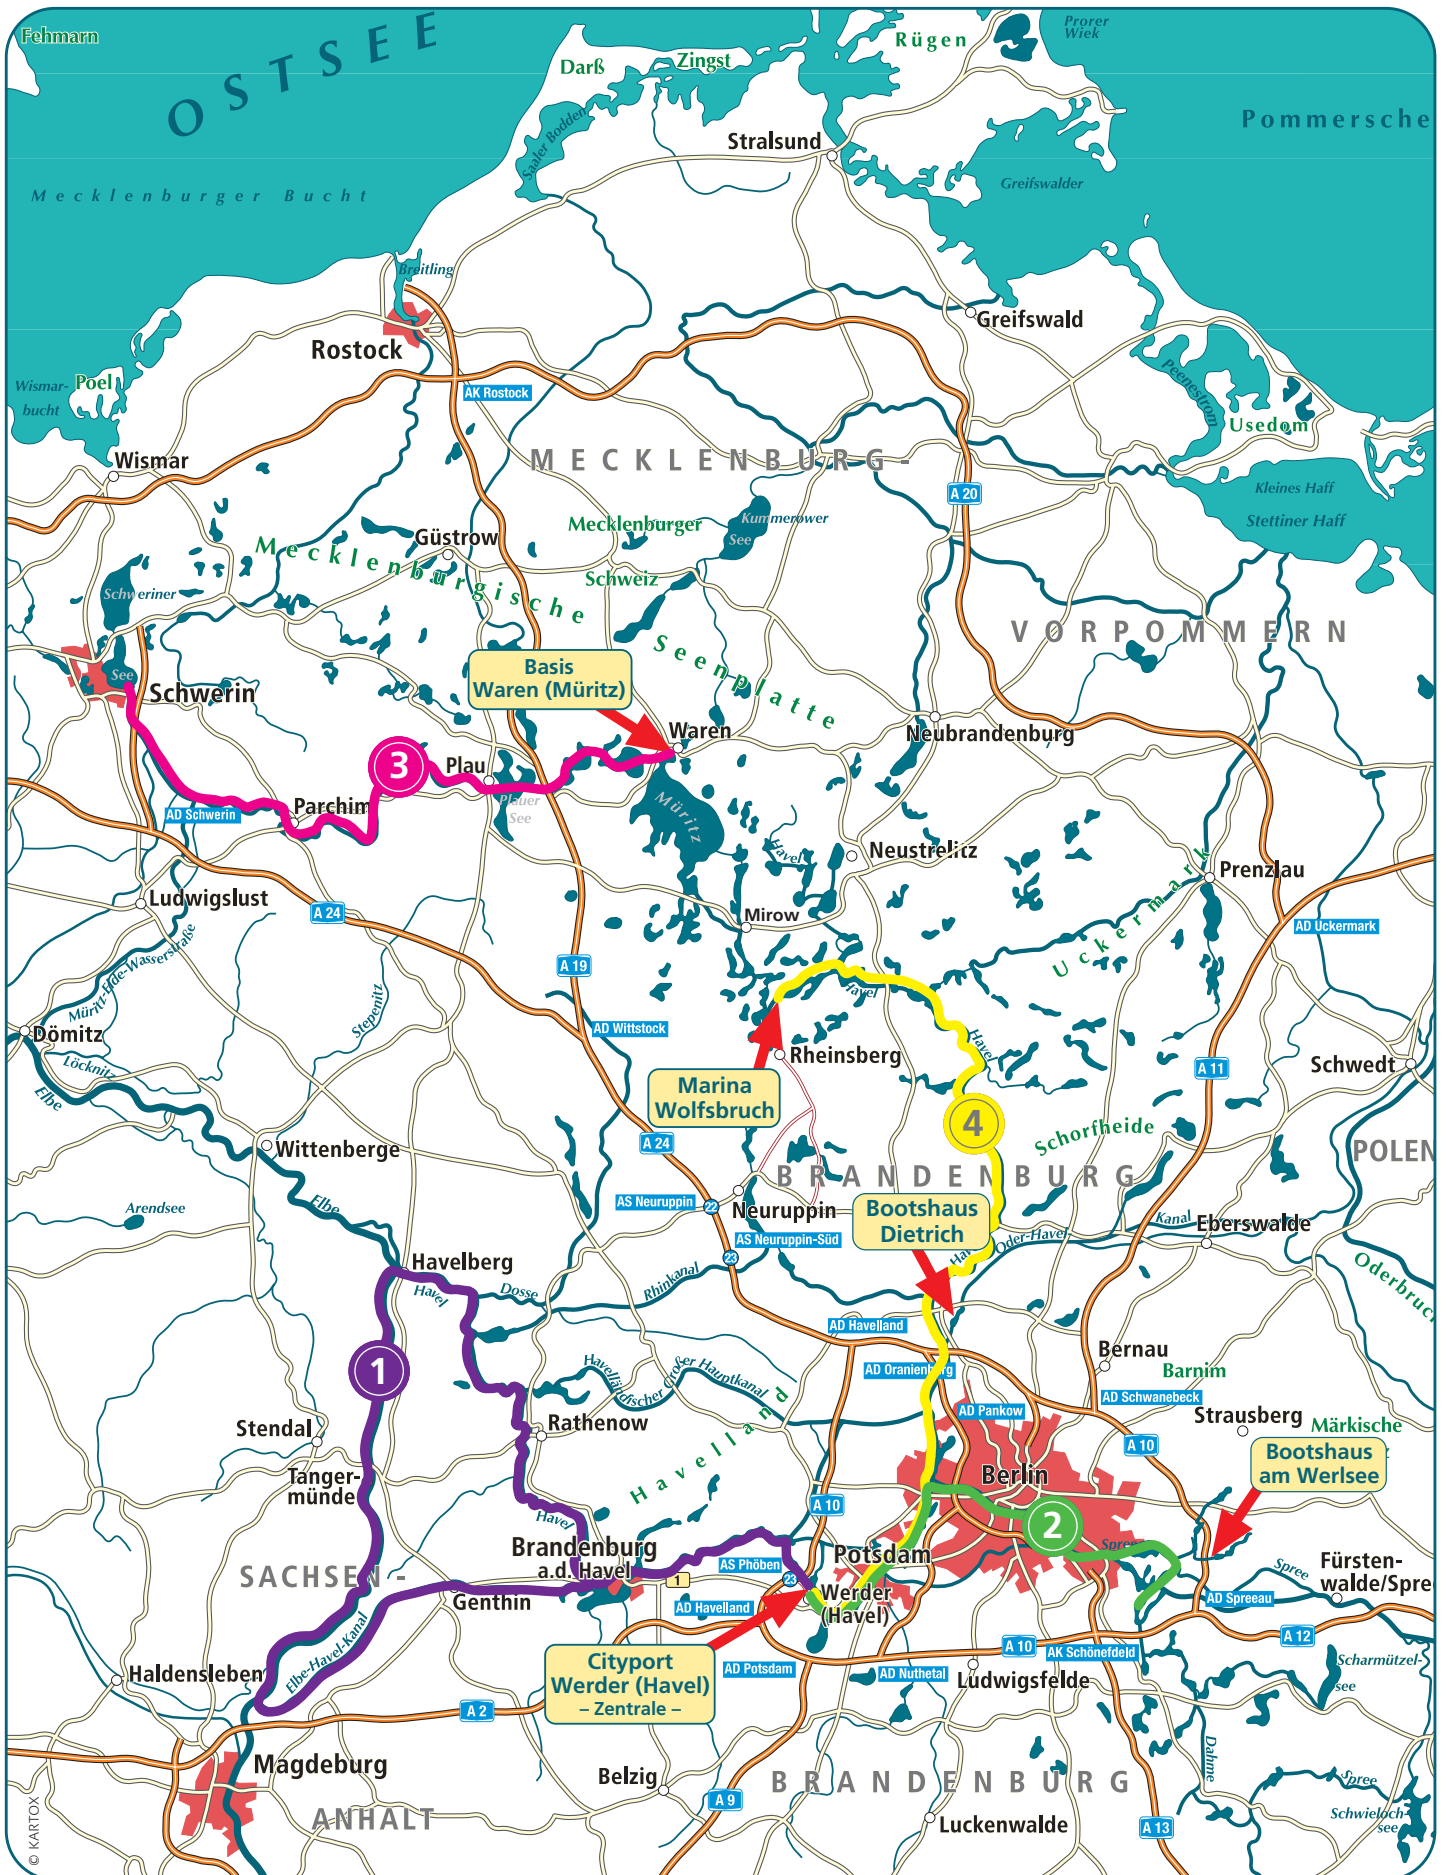 Fehmarn
OSTSEE
Darß
Zingst
Rügen
Prorer
Wiek
Pommersche
Saaler Bodden
Stralsund
Mecklenburger Bucht
Greifswalder
Breitling
Rostock
Greifswald
Wismar-
bucht
Poel
AK Rostock
Peenestrom
Usedom
Wismar
MECKLENBURG-
A 20
Kleines Haff
Stettiner Haff
Mecklenburger
Schweiz
Kummerower
See
Güstrow
Mecklenburgische
Seenplatte
Schweriner
See
VORPOMMERN
Schwerin
Basis
Waren (Müritz)
Waren
Neubrandenburg
3
Plau
Plauer
See
Müritz
AD Schwerin
Parchim
Havel
Neustrelitz
Prenzlau
Uckermark
Ludwigslust
A 24
Mirow
AD Uckermark
A 19
Müritz-Elde-Wasserstraße
Stepenitz
Havel
Dömitz
AD Wittstock
Havel
Löcknitz
Elbe
Rheinsberg
Schwedt
A 11
Marina
Wolfsbruch
4
Schorfheide
A 24
Wittenberge
POLEN
BRANDENBURG
Elbe
Arendsee
AS Neuruppin
22
Neuruppin
Bootshaus
Dietrich
Kanal
Eberswalde
AS Neuruppin-Süd
23
Oder-Havel
Havelberg
Havel
Dosse
Rhinkanal
AD Havelland
Bernau
Barnim
1
Havelländischer Großer Hauptkanal
AD Oranienburg
AD Schwanebeck
Havelland
AD Pankow
Strausberg
Märkische
Stendal
Rathenow
A 10
Bootshaus
am Werlsee
Tanger-
münde
Berlin
A 10
2
Havel
Brandenburg
a.d. Havel
AS Phöben
23
Potsdam
Spree
Spree
Fürsten-
walde/Spre
SACHSEN -
Genthin
1
AD Havelland
Werder
(Havel)
AD Spreeau
A 12
Elbe-Havel-Kanal
Haldensleben
Cityport
Werder (Havel)
– Zentrale –
AD Potsdam
AD Nuthetal
A 10
AK Schönefdeld
Ludwigsfelde
Scharmützel-
see
A 2
Magdeburg
Dahme
Belzig
BRANDENBURG
Spree
A 9
Schwieloch-
see
ANHALT
Luckenwalde
A 13
© KARTOX